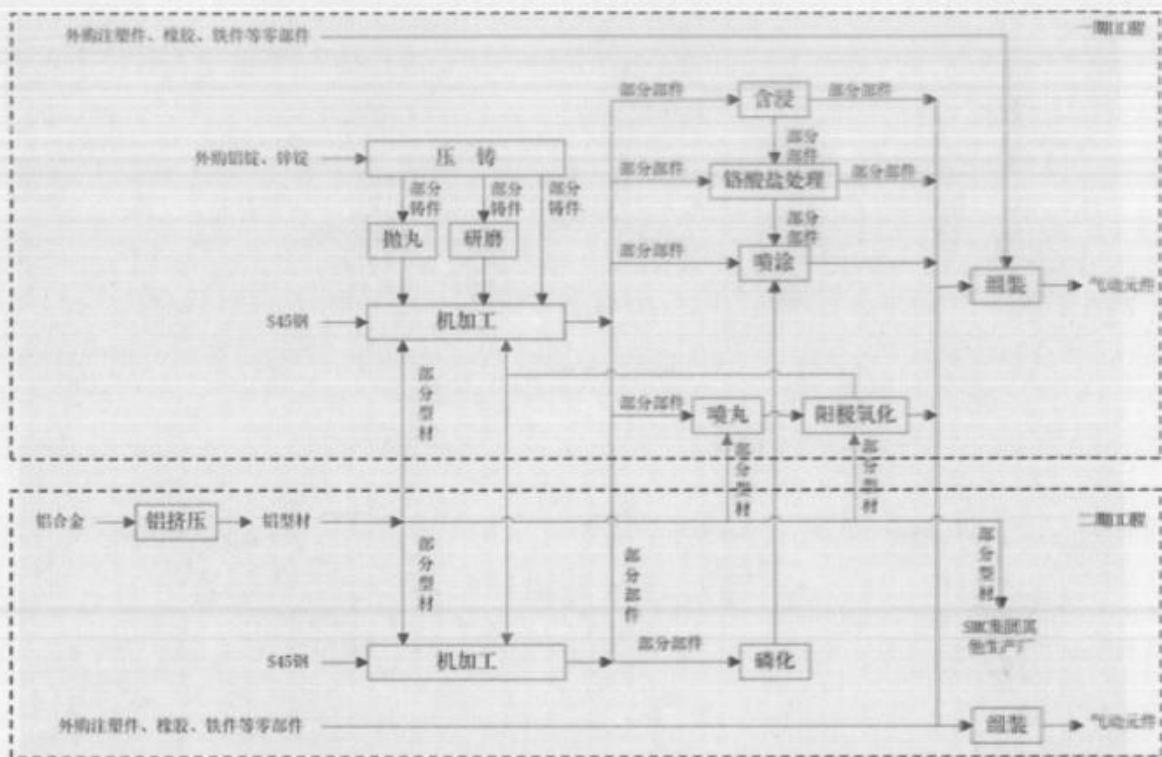 外购注塑件、橡胶、铁件等零部件
一期工程
部分部件
含浸
部分部件
部分
部件
外购铝锭、锌锭
压 铸
部分部件
铬酸盐处理
部分部件
部分
铸件
部分
铸件
部分
铸件
部分
部件
抛丸
研磨
部分部件
喷涂
组装
气动元件
S45钢
机加工
部分型材
部分部件
喷丸
阳极氧化
部分型材
部分型材
铝合金
铝挤压
铝型材
二期工程
部分型材
部分部件
部分型材
SMC集团其
他生产厂
S45钢
机加工
部分部件
磷化
外购注塑件、橡胶、铁件等零部件
组装
气动元件